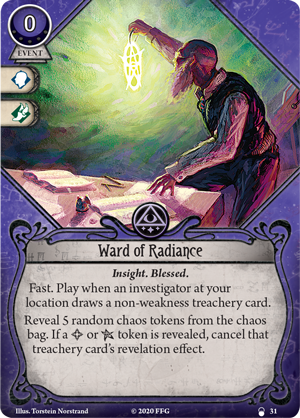 0
EVENT
Ward of Radiance
Insight. Blessed.
Fast. Play when an investigator at your
location draws a non-weakness treachery card.
Reveal 5 random chaos tokens from the chaos
bag. If a or token is revealed, cancel that
treachery card's revelation effect.
Illus. Torstein Norstrand
© 2020 FFG
31